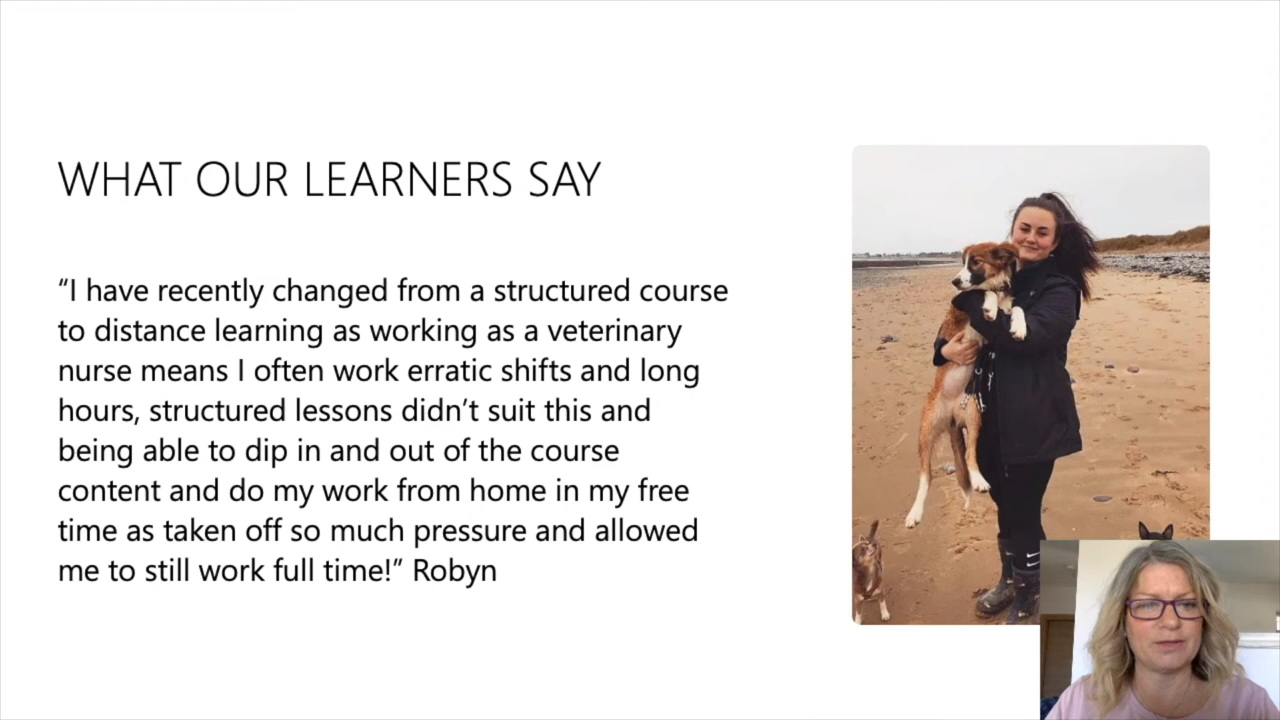 WHAT OUR LEARNERS SAY
“I have recently changed from a structured course
to distance learning as working as a veterinary
nurse means I often work erratic shifts and long
hours, structured lessons didn’t suit this and
being able to dip in and out of the course
content and do my work from home in my free
time as taken off so much pressure and allowed
me to still work full time!” Robyn